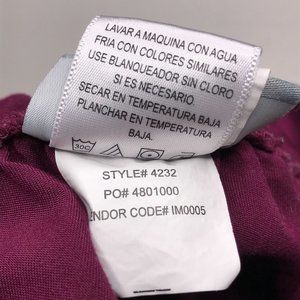 LAVAR A MAQUINA CON AGUA
FRIA CON COLORES SIMILARES
USE BLANQUEADOR SIN CLORO
SI ES NECESARIO.
SECAR EN TEMPERATURA BAJA
PLANCHAR EN TEMPERATURA
BAJA.
30C
STYLE# 4232
PO# 4801000
ENDOR CODE# IM0005